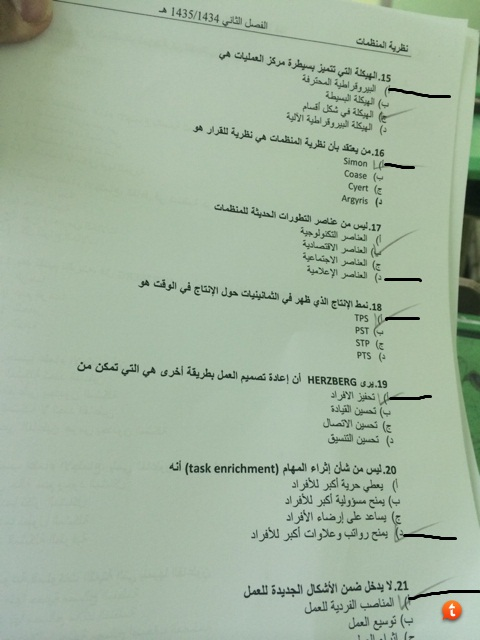 الفصل الثاني 1435/1434 هـ
نظرية المنظمات
15.الهيكلة التي تتميز بسيطرة مركز العمليات هي
أ) البيروقراطية المحترفة
ب) الهيكلة البسيطة
ج) الهيكلة في شكل أقسام
د) الهيكلة البيروقراطية الآلية
16.من يعتقد بأن نظرية المنظمات هي نظرية للقرار هو
أ) Simon
ب) Coase
ج) Cyert
د) Argyris
17.ليس من عناصر التطورات الحديثة للمنظمات
أ) العناصر التكنولوجية
ب) العناصر الاقتصادية
ج) العناصر الاجتماعية
د) العناصر الإعلامية
18.نمط الإنتاج الذي ظهر في الثمانينيات حول الإنتاج في الوقت هو
أ) TPS
ب) PST
ج) STP
د) PTS
19.يرى HERZBERG أن إعادة تصميم العمل بطريقة أخرى هي التي تمكن من
أ) تحفيز الافراد
ب) تحسين القيادة
ج) تحسين الاتصال
د) تحسين التنسيق
20.ليس من شأن إثراء المهام (task enrichment) أنه
أ) يعطي حرية أكبر للأفراد
ب) يمنح مسؤولية أكبر للأفراد
ج) يساعد على إرضاء الأفراد
د) يمنح رواتب وعلاوات أكبر للأفراد
21.لا يدخل ضمن الأشكال الجديدة للعمل
أ) المناصب الفردية للعمل
ب) توسيع العمل
t